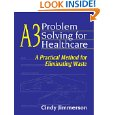 A3 Problem
Solving for
Healthcare
A Practical Method for
Eliminating Waste
Cindy Jimmerson